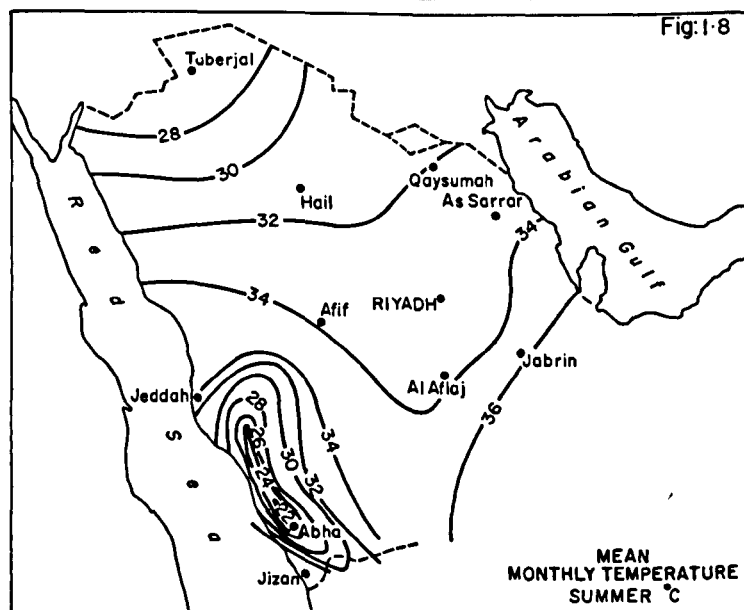 Fig:1·8
Tuberjal
28
30
Hail
32
Qaysumah
As Sarrar
Arabian Gulf
34
34
Afif
RIYADH
Jabrin
Al Aflaj
36
Red Sea
Jeddah
28
26
24
22
30
32
34
Abha
Jizan
MEAN
MONTHLY TEMPERATURE
SUMMER °C